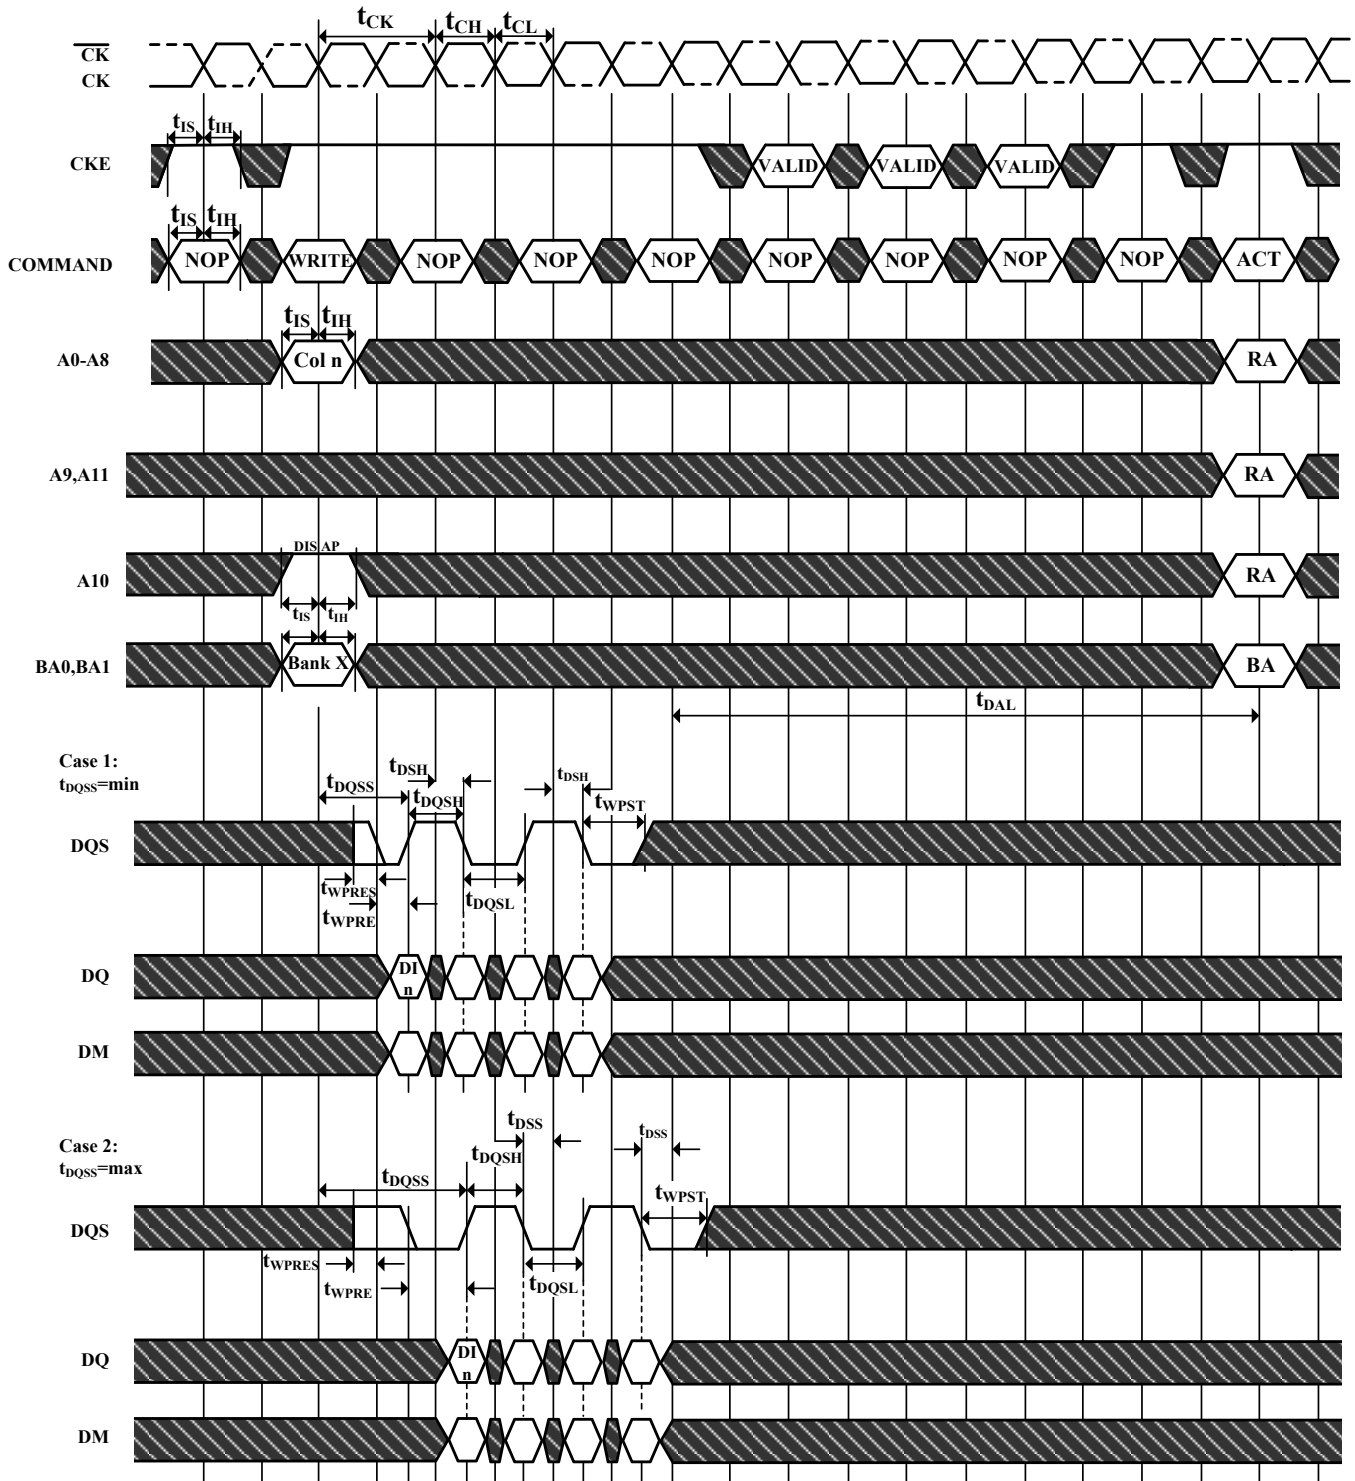 tCK tCH tCL
CK
CK
tIS tIH
CKE VALID VALID VALID
tIS tIH
COMMAND NOP WRITE NOP NOP NOP NOP NOP NOP NOP ACT
tIS tIH
A0-A8 Col n RA
A9,A11 RA
DIS AP
A10 RA
tIS tIH
BA0,BA1 Bank X BA
tDAL
Case 1:
tDQSS=min
tDSH tDSH
tDQSS tDQSH tWPST
DQS
tWPRES
tWPRE tDQSL
DQ DI
n
DM
tDSS tDSS
Case 2:
tDQSS=max
tDQSH
tDQSS tWPST
DQS
tWPRES
tWPRE tDQSL
DQ DI
n
DM